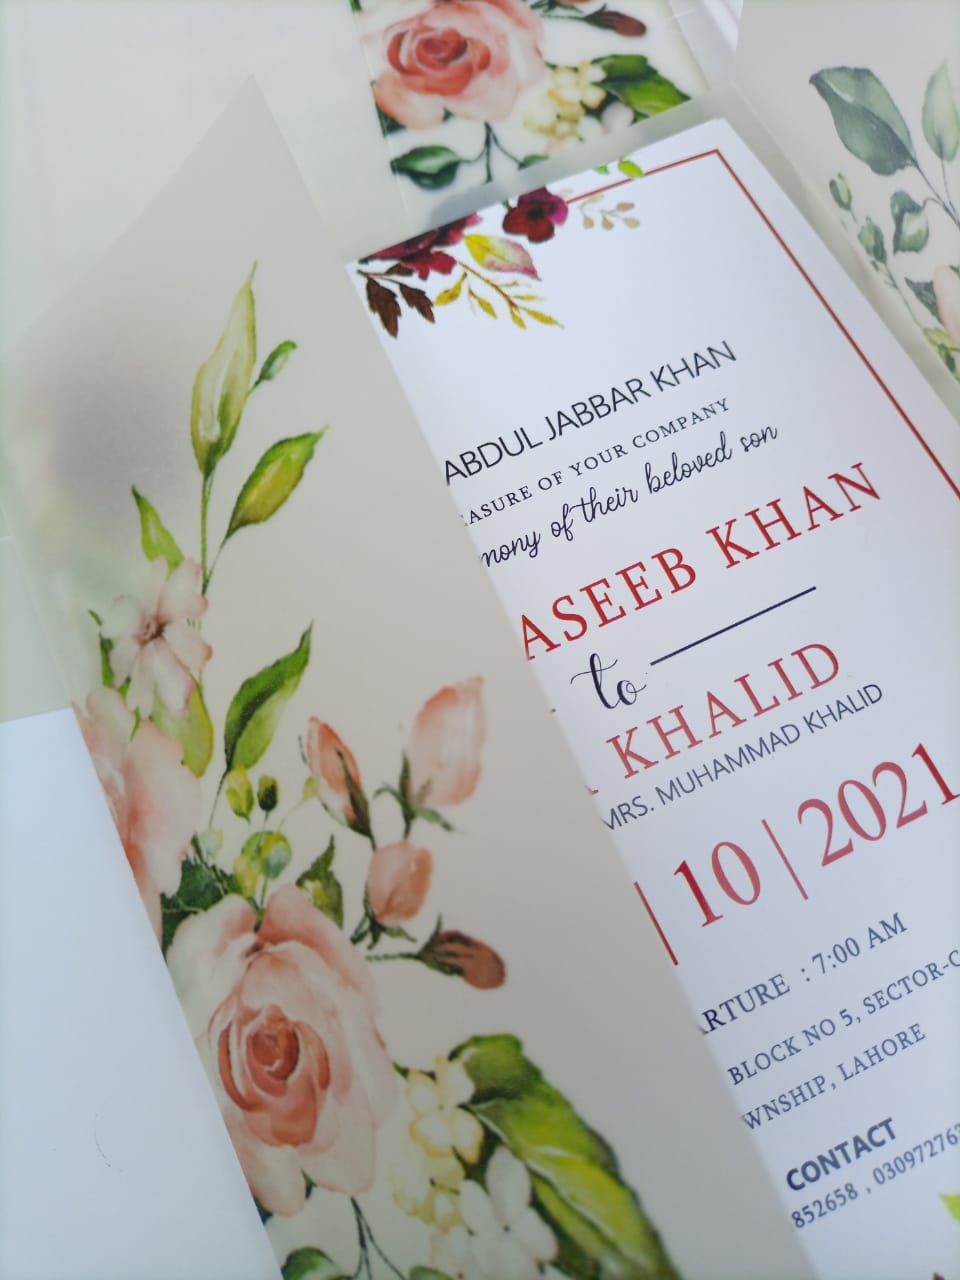 ABDUL JABBAR KHAN
EASURE OF YOUR COMPANY
mony of their beloved son
ASEEB KHAN
to
KHALID
MRS. MUHAMMAD KHALID
| 10 | 2021
ARTURE : 7:00 AM
BLOCK NO 5, SECTOR-C
WNSHIP, LAHORE
CONTACT
852658 , 030972763